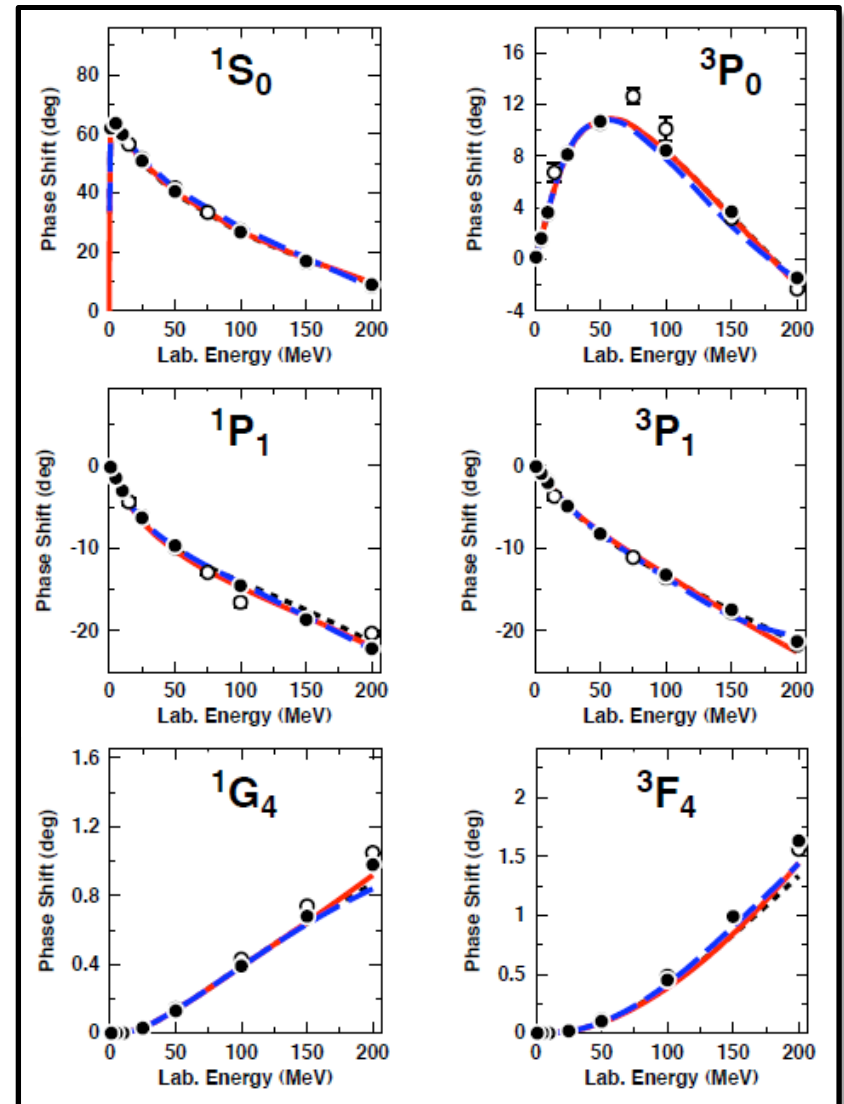 ¹S₀
Phase Shift (deg)
80
60
40
20
0
0 50 100 150 200
Lab. Energy (MeV)
³P₀
Phase Shift (deg)
16
12
8
4
0
-4
0 50 100 150 200
Lab. Energy (MeV)
¹P₁
Phase Shift (deg)
0
-10
-20
0 50 100 150 200
Lab. Energy (MeV)
³P₁
Phase Shift (deg)
0
-10
-20
0 50 100 150 200
Lab. Energy (MeV)
¹G₄
Phase Shift (deg)
1.6
1.2
0.8
0.4
0
0 50 100 150 200
Lab. Energy (MeV)
³F₄
Phase Shift (deg)
2
1.5
1
0.5
0
0 50 100 150 200
Lab. Energy (MeV)